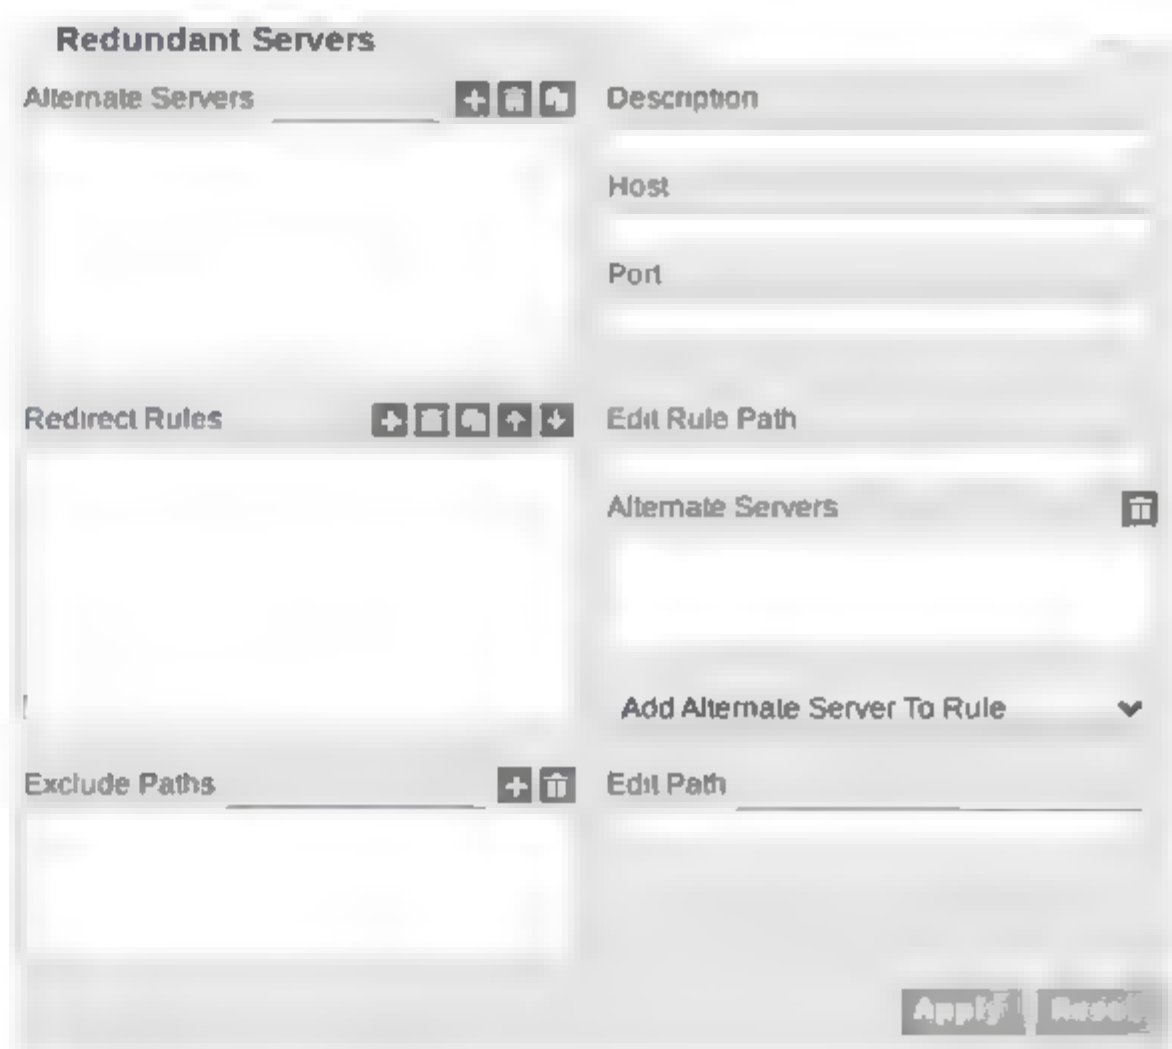 Redundant Servers
Alternate Servers
Description
Host
Port
Redirect Rules
Edit Rule Path
Alternate Servers
Add Alternate Server To Rule
Exclude Paths
Edit Path
Apply
Reset